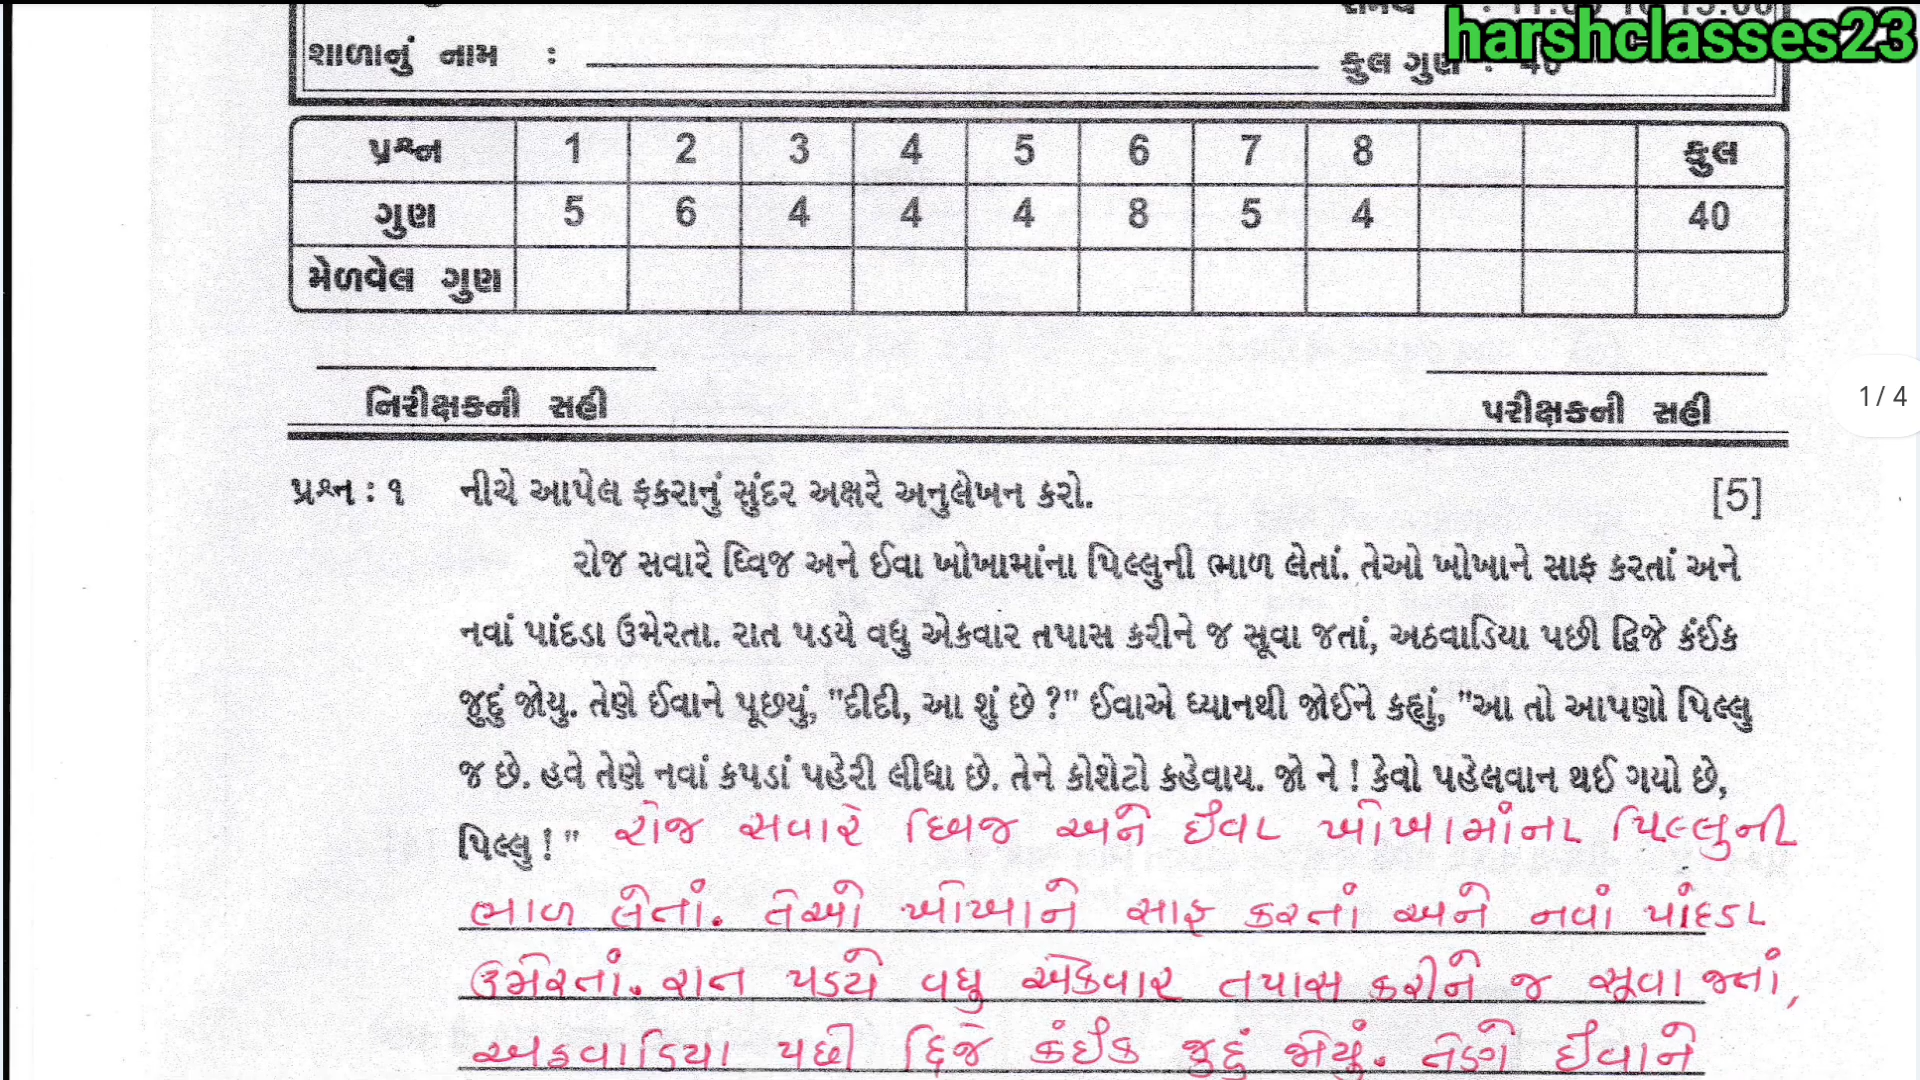 harshclasses23
શાળાનું નામ :
કુલ ગુણ : 40
પ્રશ્ન 1 2 3 4 5 6 7 8 કુલ
ગુણ 5 6 4 4 4 8 5 4 40
મેળવેલ ગુણ
નિરીક્ષકની સહી
પરીક્ષકની સહી
1 / 4
પ્રશ્ન : ૧ નીચે આપેલ ફકરાનું સુંદર અક્ષરે અનુલેખન કરો. [5]
રોજ સવારે ધ્વિજ અને ઈવા ખોખામાંના પિલ્લુની ભાળ લેતાં. તેઓ ખોખાને સાફ કરતાં અને
નવાં પાંદડા ઉમેરતા. રાત પડયે વધુ એકવાર તપાસ કરીને જ સૂવા જતાં, અઠવાડિયા પછી દ્વિજે કંઈક
જુદું જોયુ. તેણે ઈવાને પૂછ્યું, "દીદી, આ શું છે ?" ઈવાએ ધ્યાનથી જોઈને કહ્યું, "આ તો આપણો પિલ્લુ
જ છે. હવે તેણે નવાં કપડાં પહેરી લીધા છે. તેને કોશેટો કહેવાય. જો ને ! કેવો પહેલવાન થઈ ગયો છે,
પિલ્લુ ! " રોજ સવારે ધ્વિજ અને ઈવા ખોખામાંના પિલ્લુની
ભાળ લેતાં. તેઓ ખોખાને સાફ કરતાં અને નવાં પાંદડા
ઉમેરતાં. રાત પડયે વધુ એકવાર તપાસ કરીને જ સૂવા જતાં,
અઠવાડિયા પછી દ્વિજે કંઈક જુદું જોયું. તેણે ઈવાને